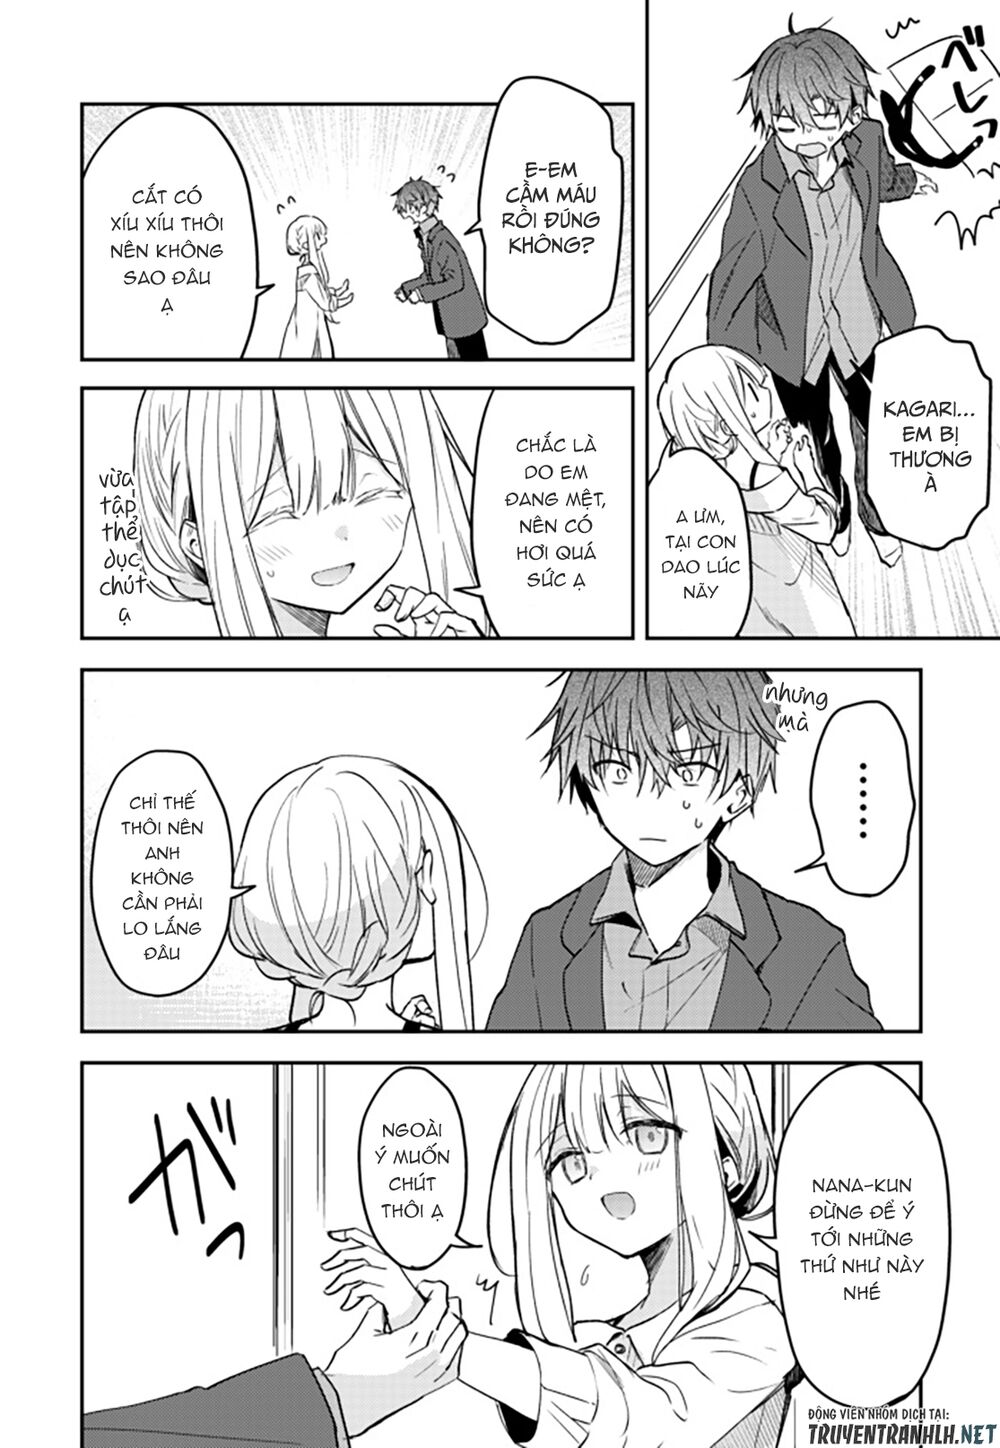 ベしっ
KAGARI...
EM BỊ
THƯƠNG
À
A ƯM,
TẠI CON
DAO LÚC
NÃY
E-EM
CẦM MÁU
RỒI ĐÚNG
KHÔNG?
CẮT CÓ
XÍU XÍU THÔI
NÊN KHÔNG
SAO ĐÂU
Ạ
CHẮC LÀ
DO EM
ĐANG MỆT,
NÊN CÓ
HƠI QUÁ
SỨC Ạ
vừa
tập
thể
dục
chút
ạ
nhưng
mà
......
CHỈ THẾ
THÔI NÊN
ANH
KHÔNG
CẦN PHẢI
LO LẮNG
ĐÂU
NANA-KUN
ĐỪNG ĐỂ Ý
TỚI NHỮNG
THỨ NHƯ NÀY
NHÉ
NGOÀI
Ý MUỐN
CHÚT
THÔI Ạ
ガシッ
ĐỘNG VIÊN NHÓM DỊCH TẠI:
TRUYENTRANHLH.NET